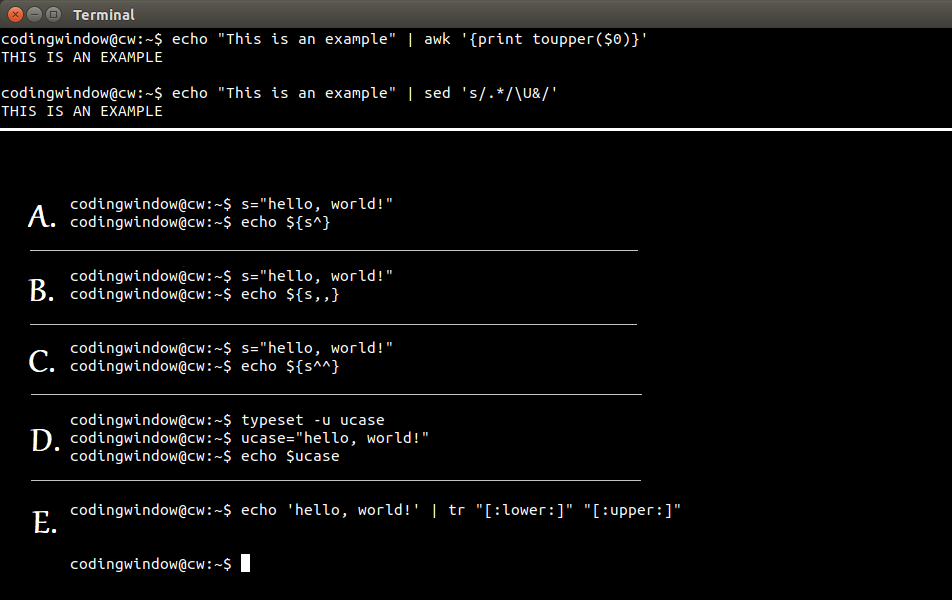 Terminal
codingwindow@cw:~$ echo "This is an example" | awk '{print toupper($0)}'
THIS IS AN EXAMPLE
codingwindow@cw:~$ echo "This is an example" | sed 's/.*/\U&/'
THIS IS AN EXAMPLE
A.
codingwindow@cw:~$ s="hello, world!"
codingwindow@cw:~$ echo ${s^}
B.
codingwindow@cw:~$ s="hello, world!"
codingwindow@cw:~$ echo ${s,,}
C.
codingwindow@cw:~$ s="hello, world!"
codingwindow@cw:~$ echo ${s^^}
D.
codingwindow@cw:~$ typeset -u ucase
codingwindow@cw:~$ ucase="hello, world!"
codingwindow@cw:~$ echo $ucase
E.
codingwindow@cw:~$ echo 'hello, world!' | tr "[:lower:]" "[:upper:]"
codingwindow@cw:~$